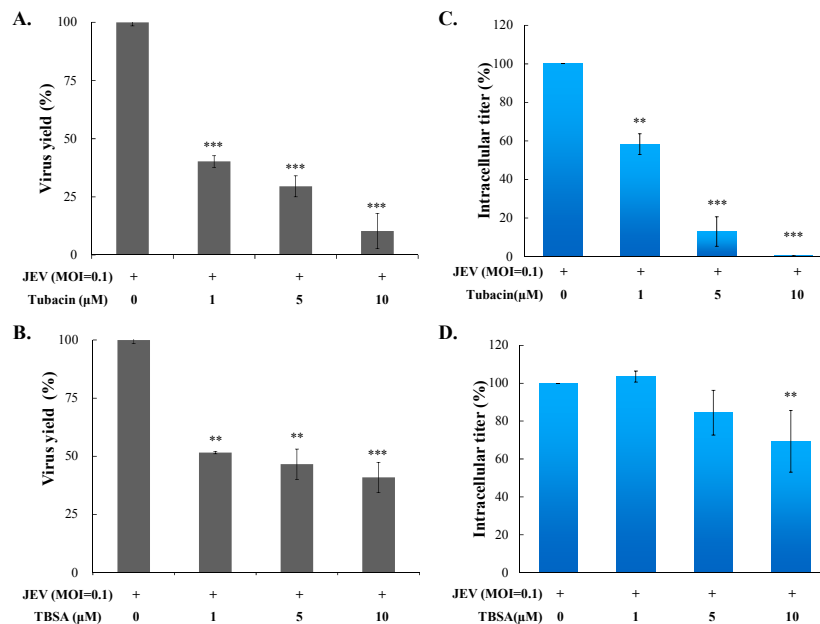 A.
Virus yield (%)
100
75
50
25
0
***
***
***
JEV (MOI=0.1) + + + +
Tubacin (µM) 0 1 5 10
C.
Intracellular titer (%)
120
100
80
60
40
20
0
**
***
***
JEV (MOI=0.1) + + + +
Tubacin(µM) 0 1 5 10
B.
Virus yield (%)
100
75
50
25
0
**
**
***
JEV (MOI=0.1) + + + +
TBSA (µM) 0 1 5 10
D.
Intracellular titer (%)
120
100
80
60
40
20
0
**
JEV (MOI=0.1) + + + +
TBSA(µM) 0 1 5 10